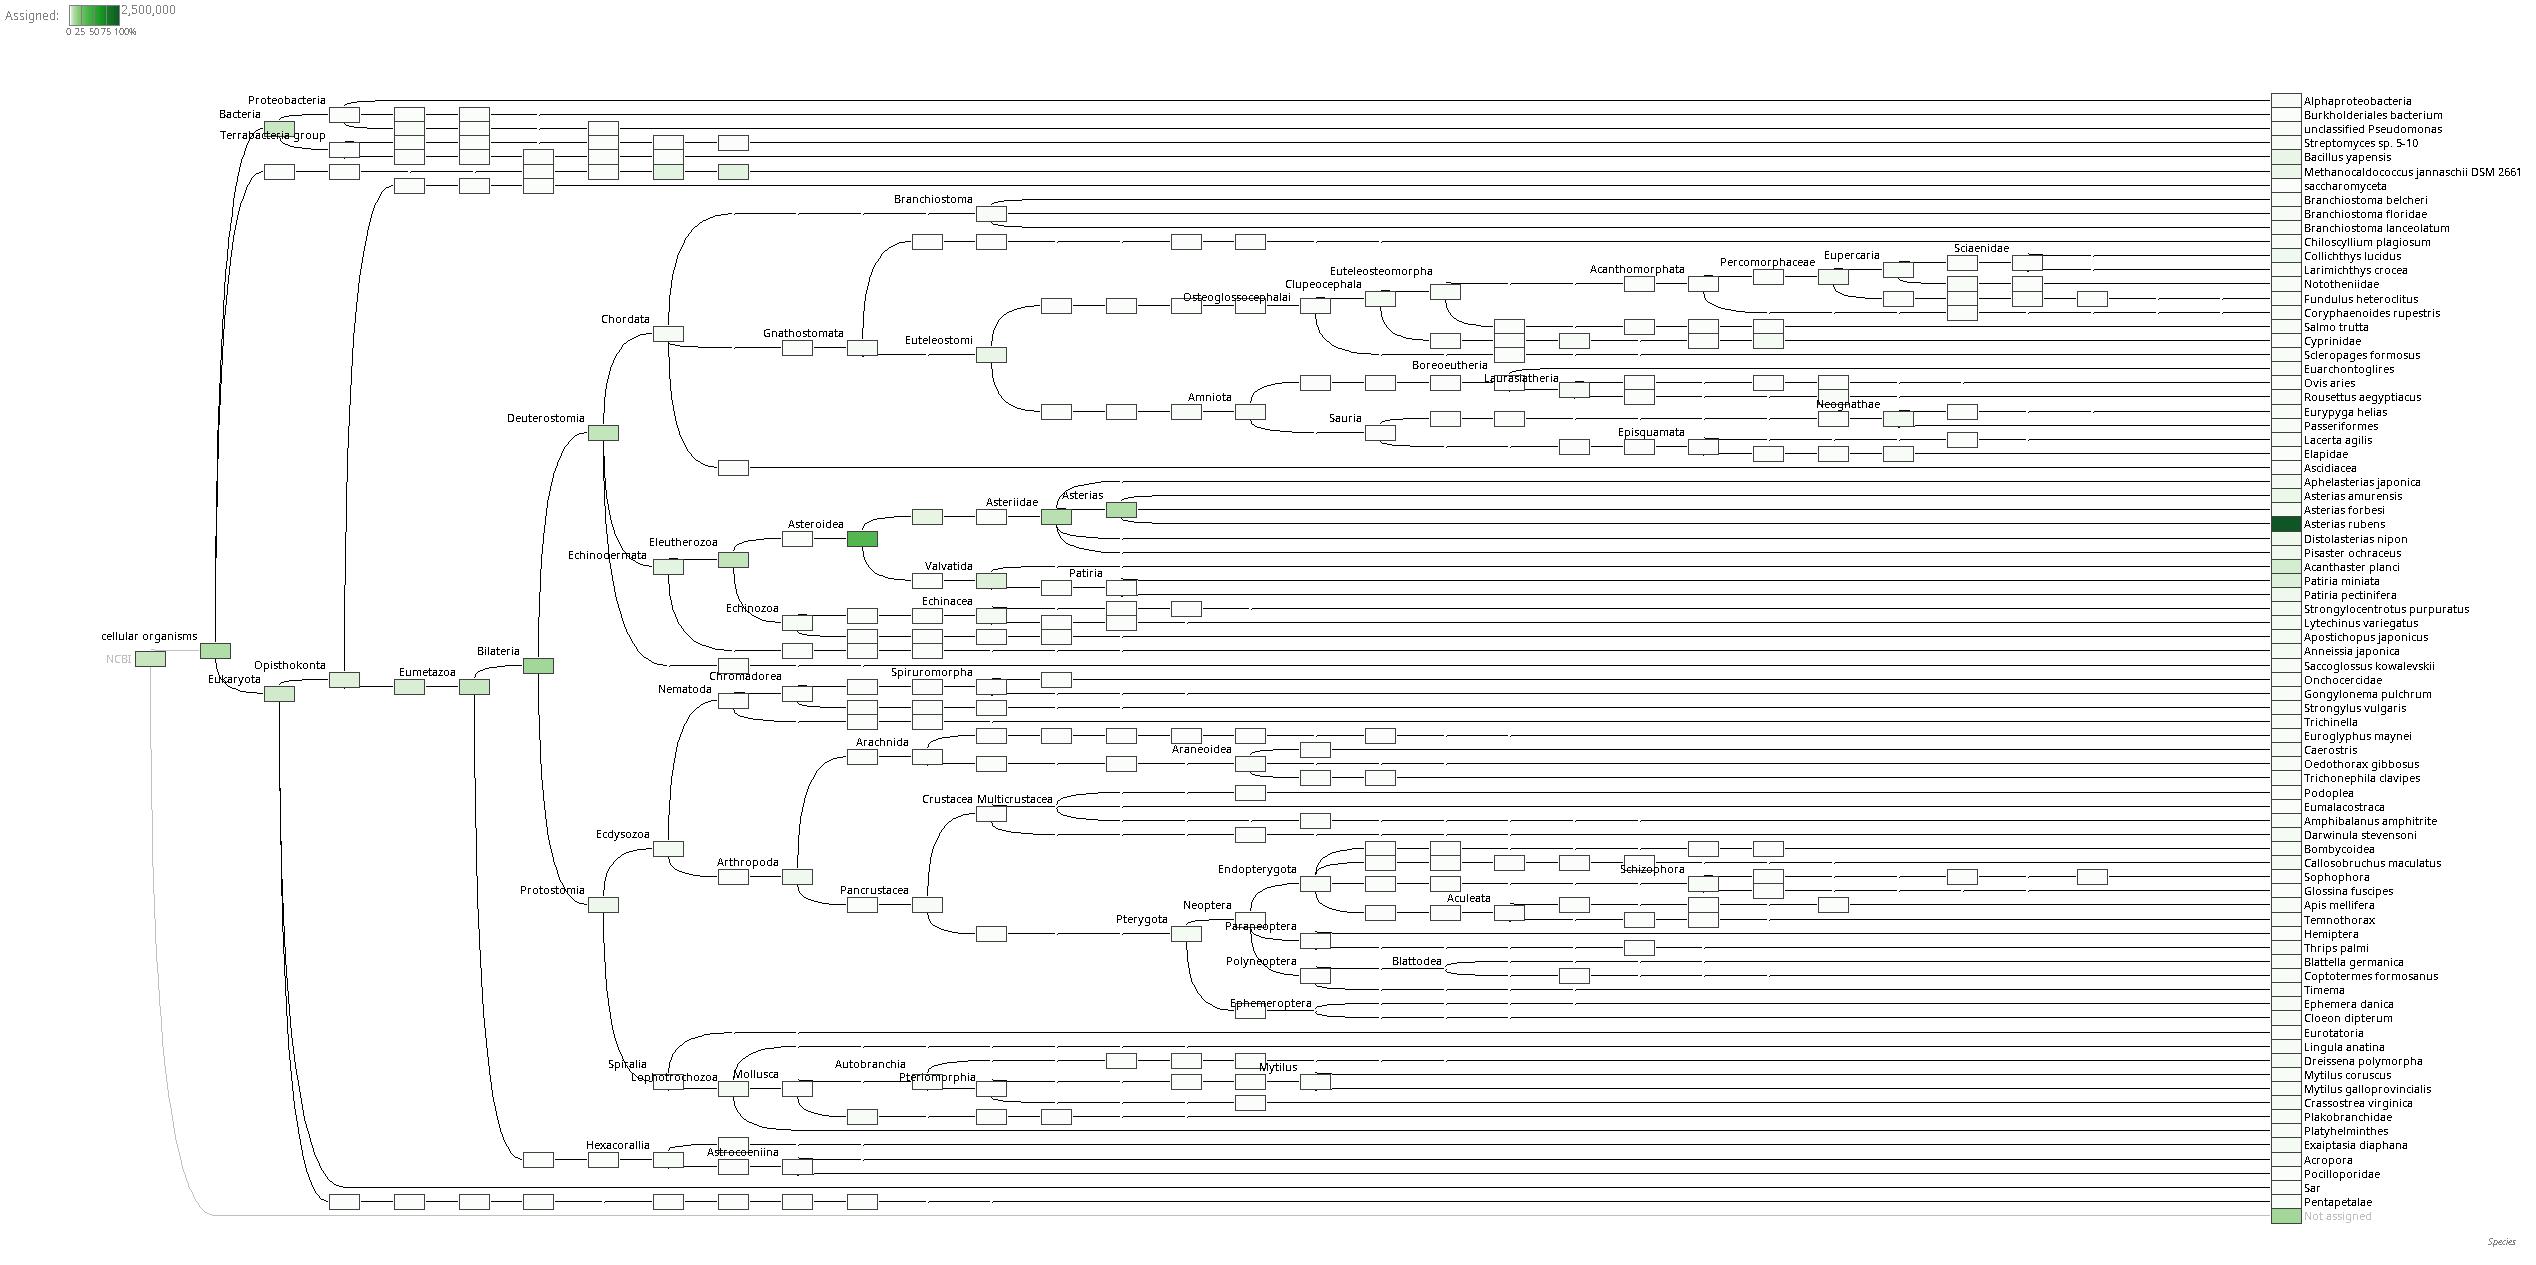 Assigned: 2,500,000
0 25 50 75 100%
Proteobacteria
Bacteria
Terrabacteria group
Branchiostoma
Sciaenidae
Eupercaria
Percomorphaceae
Acanthomorphata
Euteleosteomorpha
Clupeocephala
Osteoglossocephalai
Chordata
Gnathostomata
Euteleostomi
Boreoeutheria
Laurasiatheria
Amniota
Neognathae
Sauria
Episquamata
Deuterostomia
Asterias
Asteriidae
Asteroidea
Eleutherozoa
Echinodermata
Valvatida
Patiria
Echinacea
Echinozoa
cellular organisms
NCBI
Bilateria
Opisthokonta
Eumetazoa
Eukaryota
Spiruromorpha
Chromadorea
Nematoda
Arachnida
Araneoidea
Crustacea Multicrustacea
Ecdysozoa
Arthropoda
Endopterygota
Schizophora
Protostomia
Pancrustacea
Aculeata
Neoptera
Pterygota
Paraneoptera
Polyneoptera
Blattodea
Ephemeroptera
Spiralia
Autobranchia
Mytilus
Lophotrochozoa
Mollusca
Pteriomorphia
Hexacorallia
Astrocoeniina
Alphaproteobacteria
Burkholderiales bacterium
unclassified Pseudomonas
Streptomyces sp. 5-10
Bacillus yapensis
Methanocaldococcus jannaschii DSM 2661
saccharomyceta
Branchiostoma belcheri
Branchiostoma floridae
Branchiostoma lanceolatum
Chiloscyllium plagiosum
Collichthys lucidus
Larimichthys crocea
Nototheniidae
Fundulus heteroclitus
Coryphaenoides rupestris
Salmo trutta
Cyprinidae
Scleropages formosus
Euarchontoglires
Ovis aries
Rousettus aegyptiacus
Eurypyga helias
Passeriformes
Lacerta agilis
Elapidae
Ascidiacea
Aphelasterias japonica
Asterias amurensis
Asterias forbesi
Asterias rubens
Distolasterias nipon
Pisaster ochraceus
Acanthaster planci
Patiria miniata
Patiria pectinifera
Strongylocentrotus purpuratus
Lytechinus variegatus
Apostichopus japonicus
Anneissia japonica
Saccoglossus kowalevskii
Onchocercidae
Gongylonema pulchrum
Strongylus vulgaris
Trichinella
Euroglyphus maynei
Caerostris
Oedothorax gibbosus
Trichonephila clavipes
Podoplea
Eumalacostraca
Amphibalanus amphitrite
Darwinula stevensoni
Bombycoidea
Callosobruchus maculatus
Sophophora
Glossina fuscipes
Apis mellifera
Temnothorax
Hemiptera
Thrips palmi
Blattella germanica
Coptotermes formosanus
Timema
Ephemera danica
Cloeon dipterum
Eurotatoria
Lingula anatina
Dreissena polymorpha
Mytilus coruscus
Mytilus galloprovincialis
Crassostrea virginica
Plakobranchidae
Platyhelminthes
Exaiptasia diaphana
Acropora
Pocilloporidae
Sar
Pentapetalae
Not assigned
Species